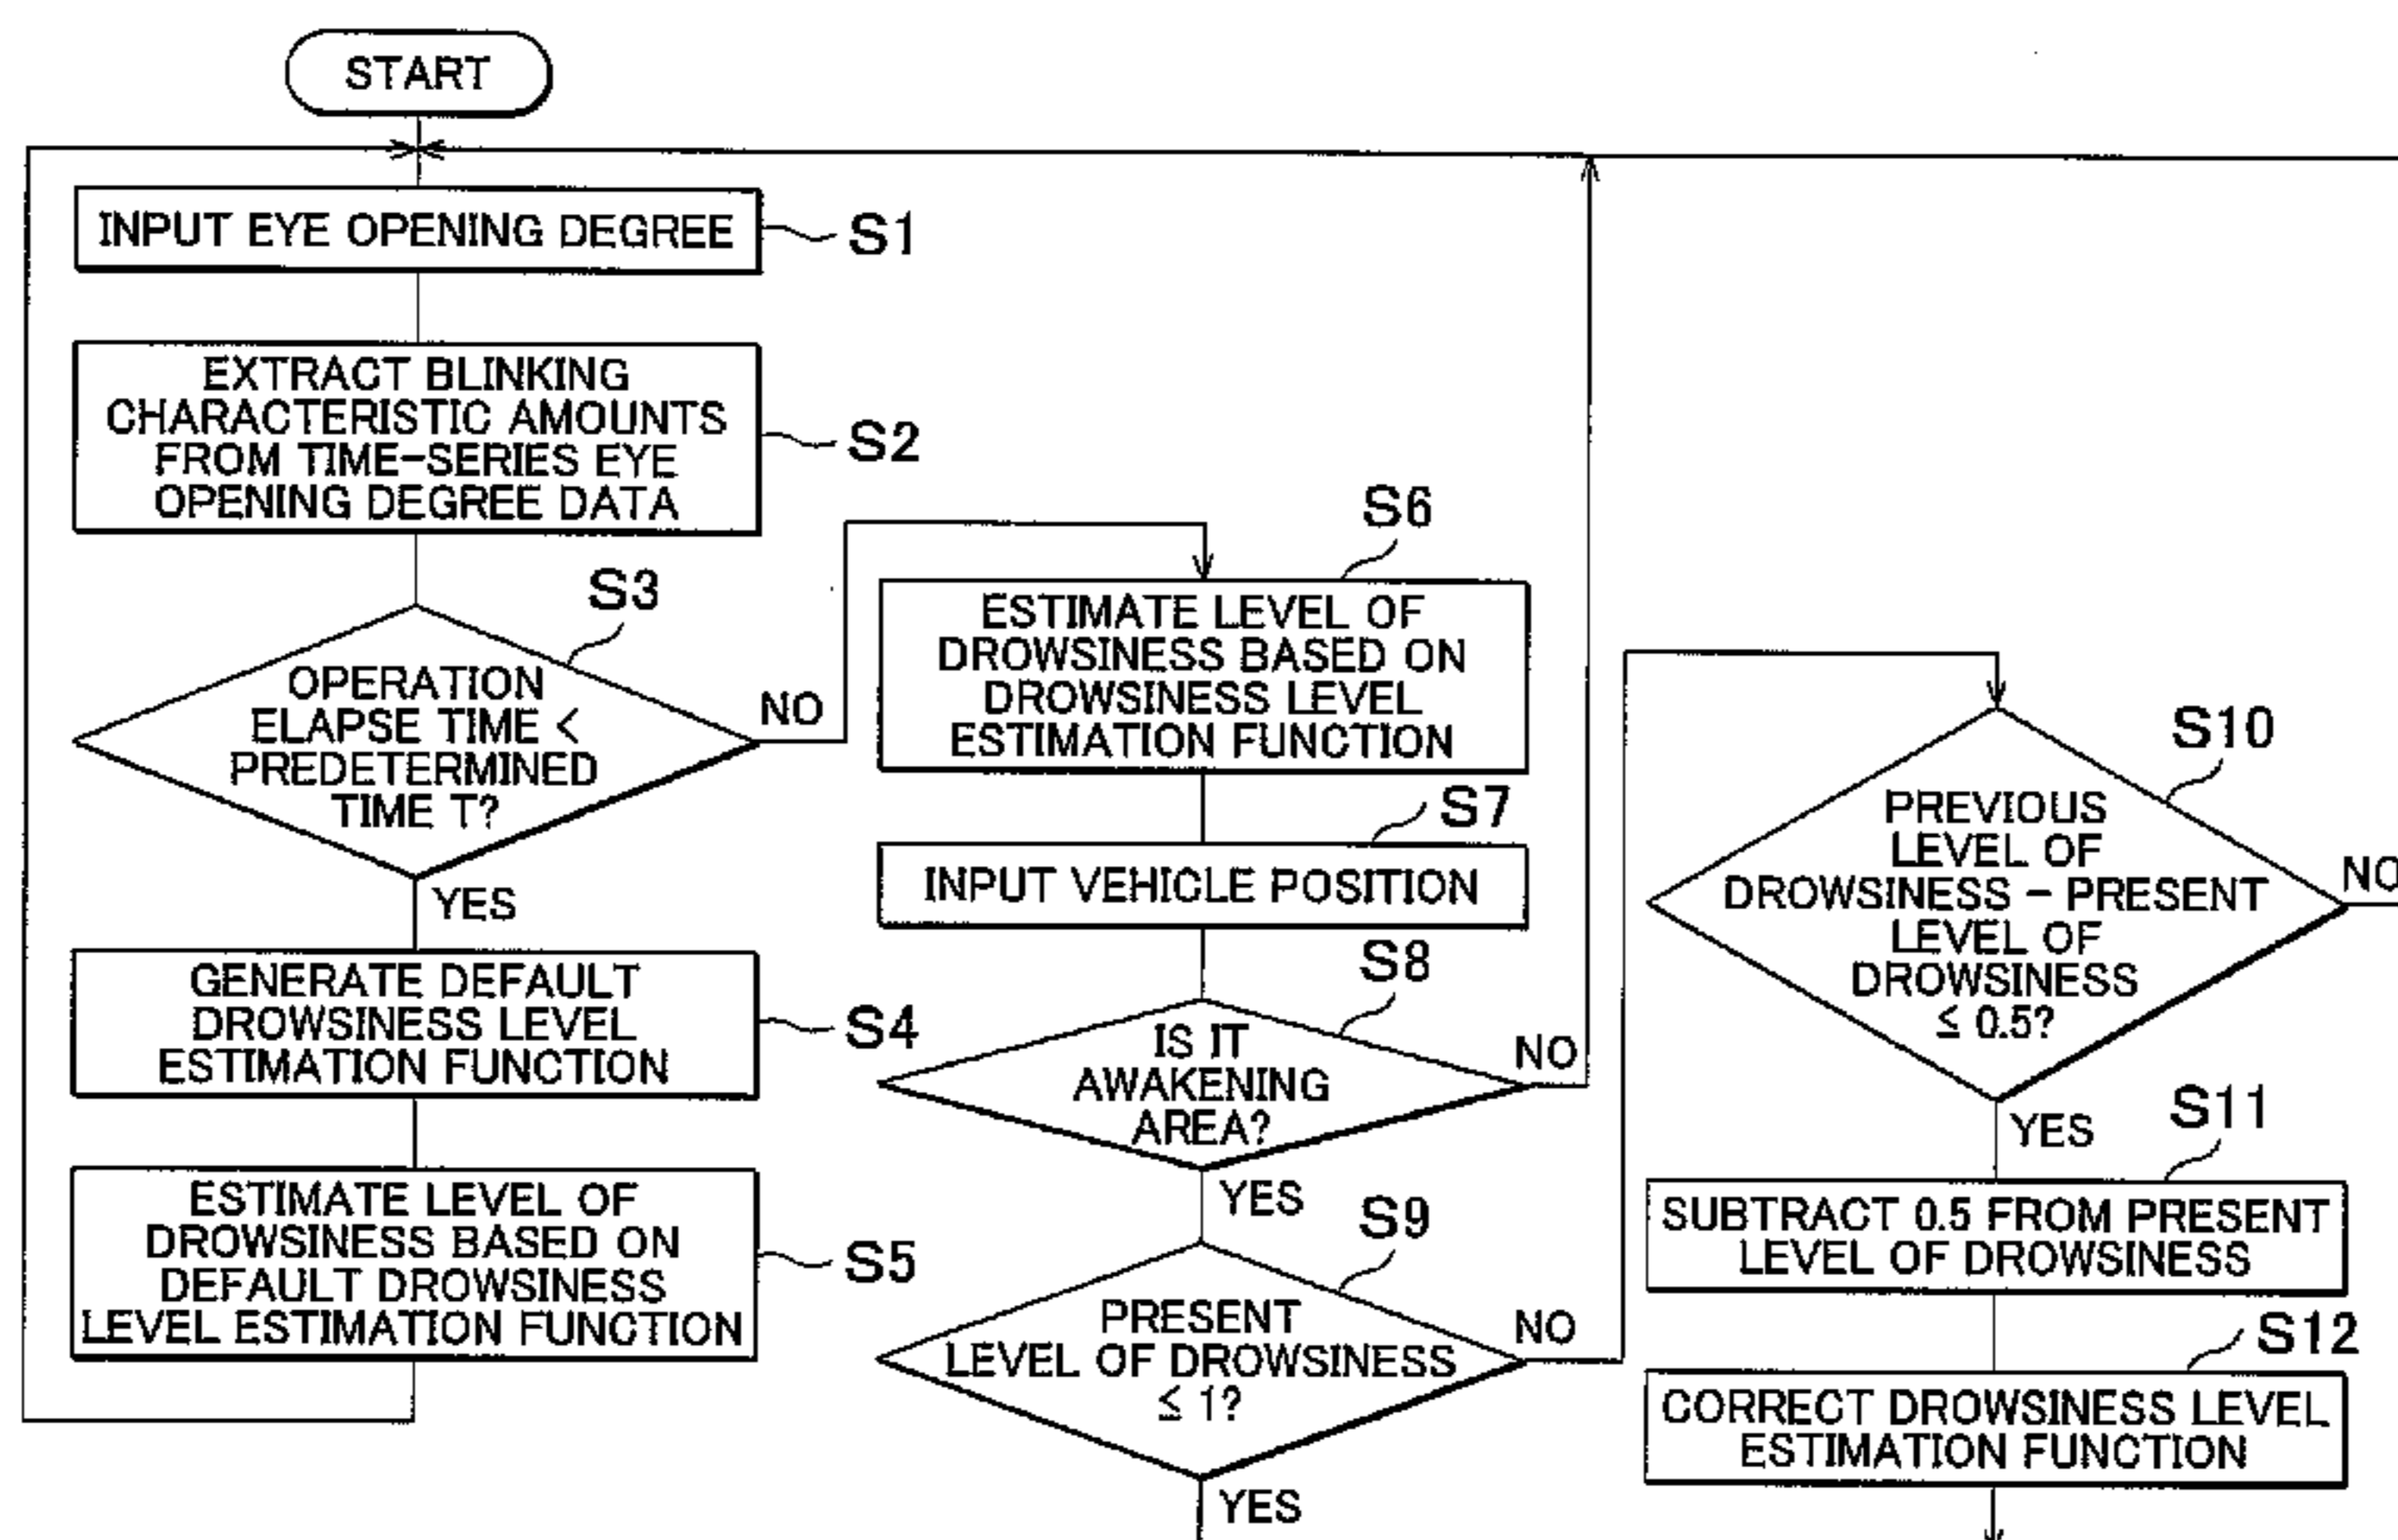 START
INPUT EYE OPENING DEGREE
S1
EXTRACT BLINKING
CHARACTERISTIC AMOUNTS
FROM TIME-SERIES EYE
OPENING DEGREE DATA
S2
S3
OPERATION
ELAPSE TIME <
PREDETERMINED
TIME T?
NO
YES
GENERATE DEFAULT
DROWSINESS LEVEL
ESTIMATION FUNCTION
S4
ESTIMATE LEVEL OF
DROWSINESS BASED ON
DEFAULT DROWSINESS
LEVEL ESTIMATION FUNCTION
S5
S6
ESTIMATE LEVEL OF
DROWSINESS BASED ON
DROWSINESS LEVEL
ESTIMATION FUNCTION
S7
INPUT VEHICLE POSITION
S8
IS IT
AWAKENING
AREA?
NO
YES
S9
PRESENT
LEVEL OF DROWSINESS
≦ 1?
NO
YES
S10
PREVIOUS
LEVEL OF
DROWSINESS - PRESENT
LEVEL OF
DROWSINESS
≦ 0.5?
NO
YES
S11
SUBTRACT 0.5 FROM PRESENT
LEVEL OF DROWSINESS
S12
CORRECT DROWSINESS LEVEL
ESTIMATION FUNCTION